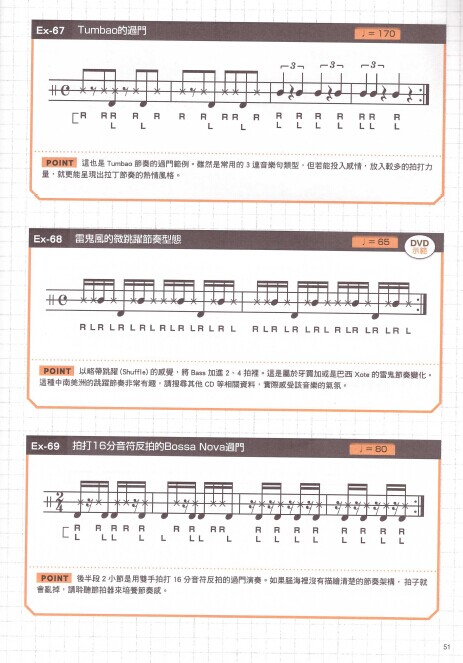 Ex-67 Tumbao的過門 ♩= 170
3 3 3
R R R R R R R R R R R R R R
L L L L L L L L L
POINT 這也是 Tumbao 節奏的過門範例。雖然是常用的 3 連音樂句類型,但若能投入感情,放入較多的拍打力
量,就更能呈現出拉丁節奏的熱情風格。
Ex-68 雷鬼風的微跳躍節奏型態 ♩= 65 DVD
示範
R L R L R L R L R L R L R L R L R L R L R L R L R L R L R L R L
POINT 以略帶跳躍 (Shuffle) 的感覺,將 Bass 加進 2、4 拍裡。這是屬於牙買加或是巴西 Xote 的雷鬼節奏變化。
這種中南美洲的跳躍節奏非常有趣,請搜尋其他 CD 等相關資料,實際感受該音樂的氣氛。
Ex-69 拍打16分音符反拍的Bossa Nova過門 ♩= 80
2
4
POINT 後半段 2 小節是用雙手拍打 16 分音符反拍的過門演奏。如果腦海裡沒有描繪清楚的節奏架構,拍子就
會亂掉,請聆聽節拍器來培養節奏感。
51